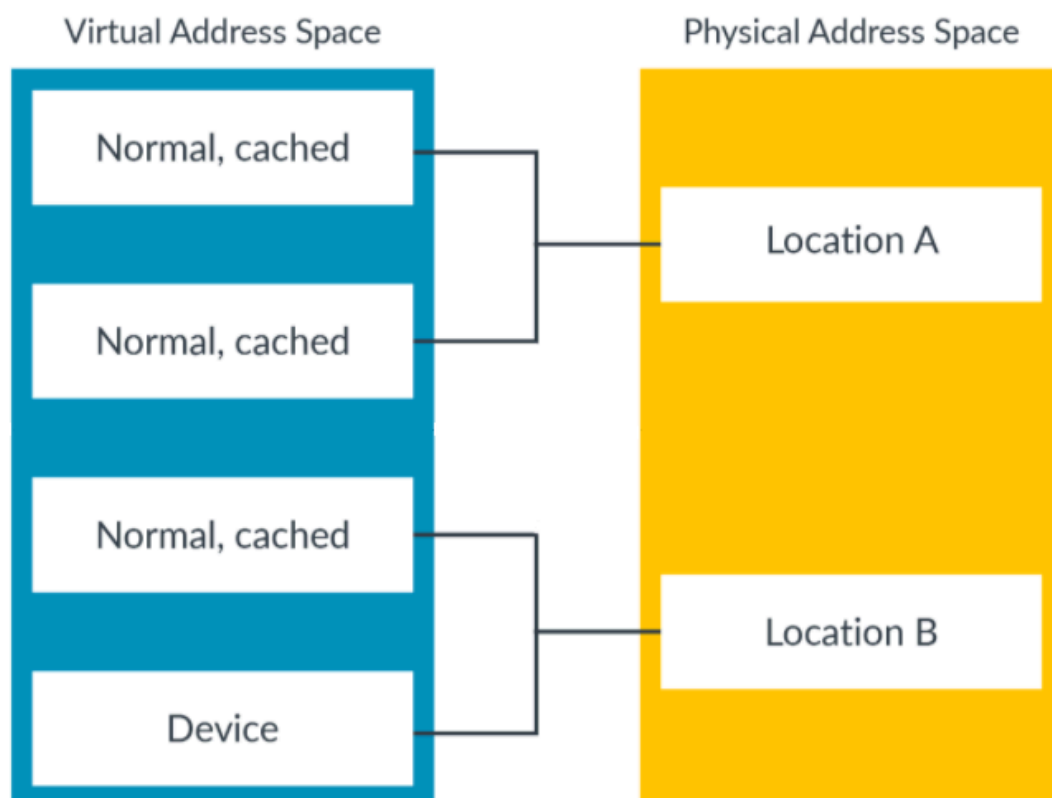 Virtual Address Space
Physical Address Space
Normal, cached
Location A
Normal, cached
Normal, cached
Location B
Device